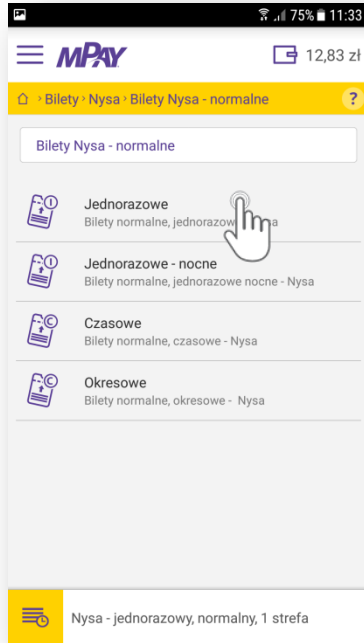 75% 11:33
mPAY 12,83 zł
Bilety › Nysa › Bilety Nysa - normalne ?
Bilety Nysa - normalne
Jednorazowe
Bilety normalne, jednorazow
Jednorazowe - nocne
Bilety normalne, jednorazowe nocne - Nysa
Czasowe
Bilety normalne, czasowe - Nysa
Okresowe
Bilety normalne, okresowe - Nysa
Nysa - jednorazowy, normalny, 1 strefa